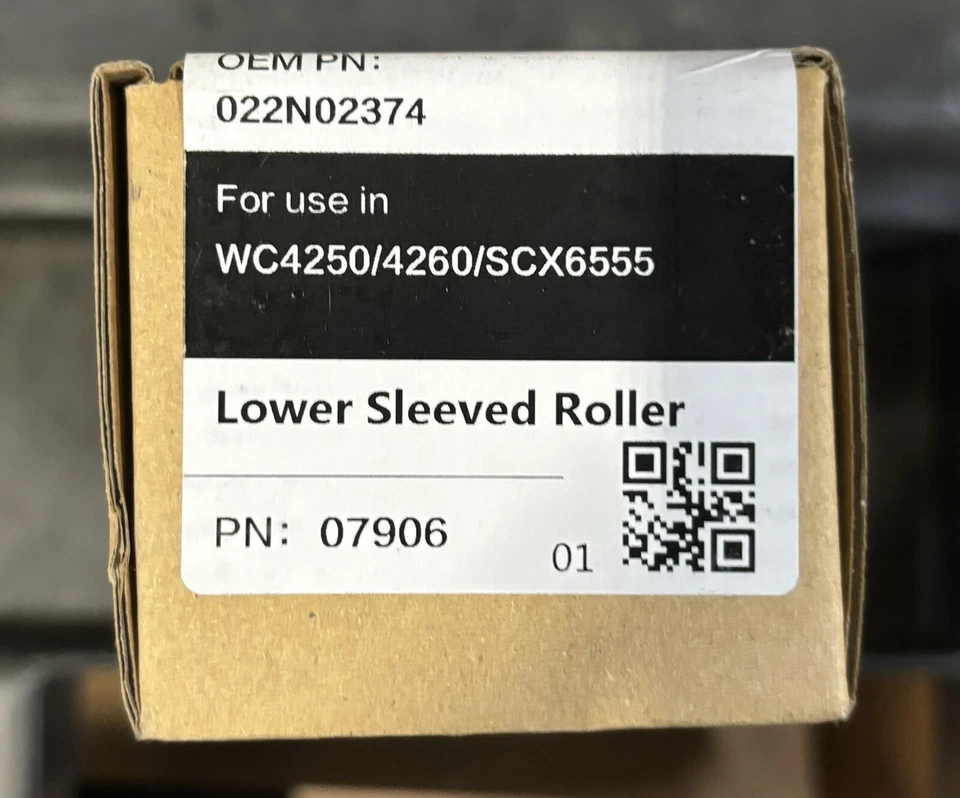 OEM PN:
022N02374
For use in
WC4250/4260/SCX6555
Lower Sleeved Roller
PN: 07906
01